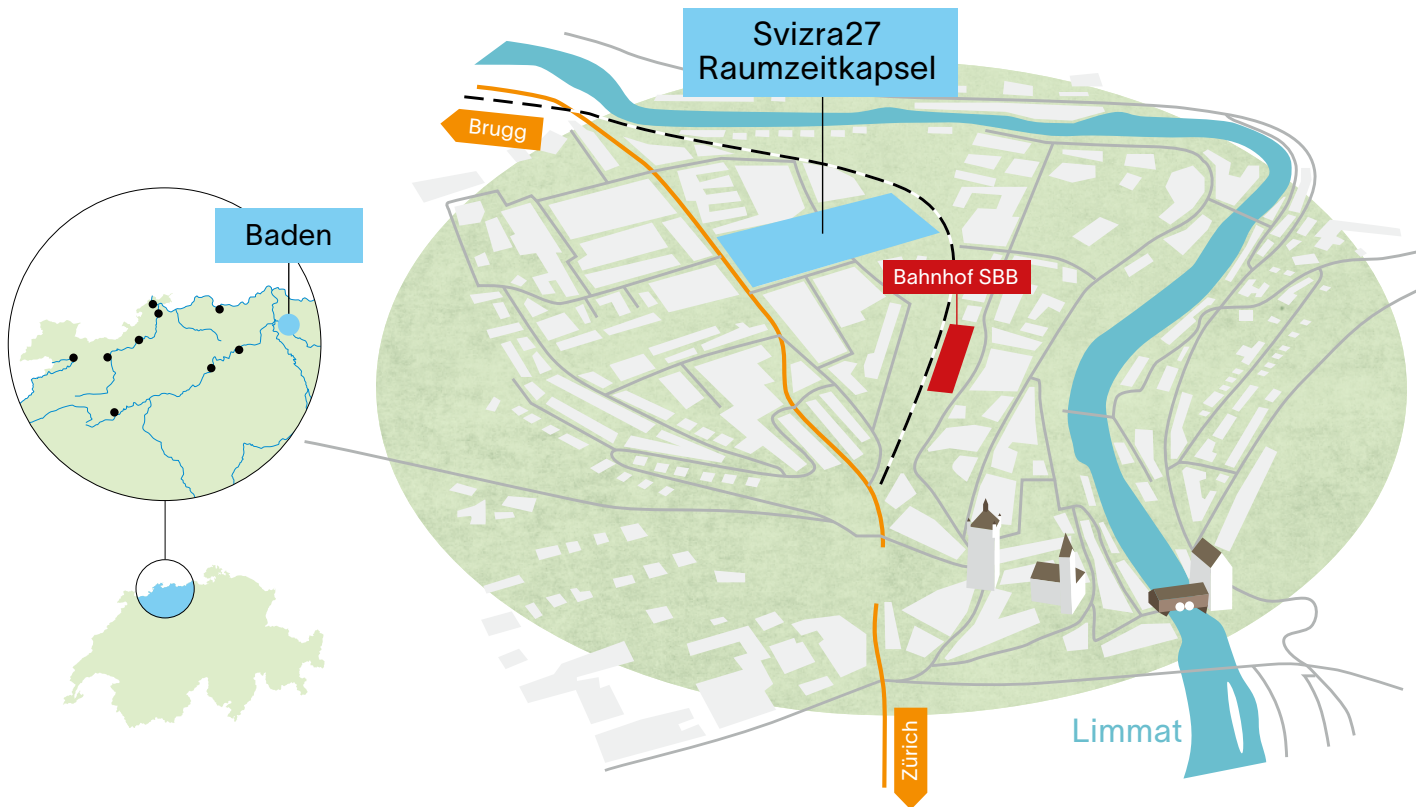 Svizra27
Raumzeitkapsel
Brugg
Baden
Bahnhof SBB
Limmat
Zürich